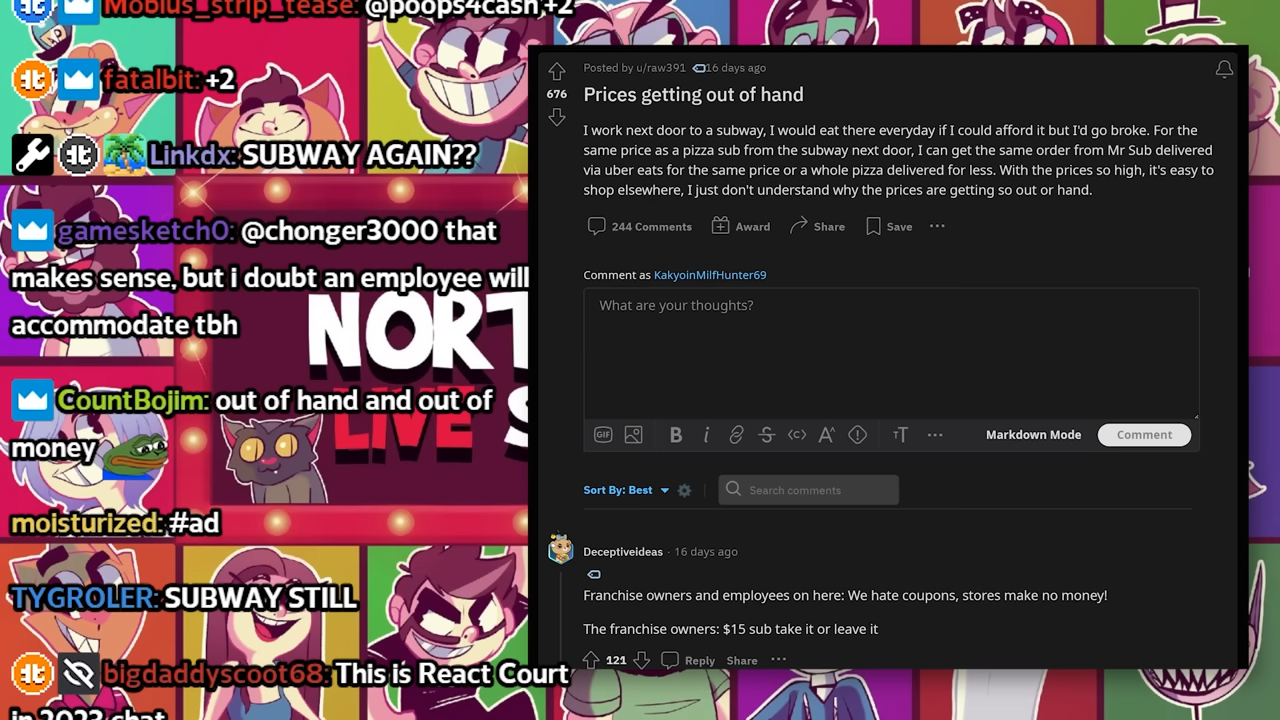 Mobius_strip_tease: @poops4cash +2
fatalbit: +2
Linkdx: SUBWAY AGAIN??
gamesketch0: @chonger3000 that
makes sense, but i doubt an employee will
accommodate tbh
CountBojim: out of hand and out of
money
moisturized: #ad
TYGROLER: SUBWAY STILL
bigdaddyscoot68: This is React Court
in 2023 chat
NORT
LIVE S
Posted by u/raw391 16 days ago
676
Prices getting out of hand
I work next door to a subway, I would eat there everyday if I could afford it but I'd go broke. For the
same price as a pizza sub from the subway next door, I can get the same order from Mr Sub delivered
via uber eats for the same price or a whole pizza delivered for less. With the prices so high, it's easy to
shop elsewhere, I just don't understand why the prices are getting so out or hand.
244 Comments Award Share Save ···
Comment as KakyoinMilfHunter69
What are your thoughts?
GIF B i A T ··· Markdown Mode Comment
Sort By: Best Search comments
Deceptiveideas · 16 days ago
Franchise owners and employees on here: We hate coupons, stores make no money!
The franchise owners: $15 sub take it or leave it
121 Reply Share ···